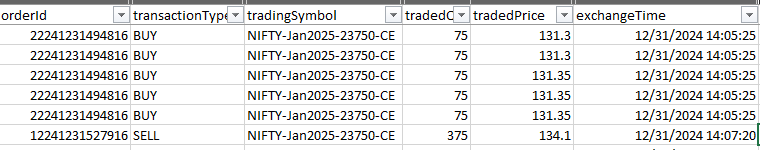 orderId transactionType tradingSymbol tradedC tradedPrice exchangeTime
22241231494816 BUY NIFTY-Jan2025-23750-CE 75 131.3 12/31/2024 14:05:25
22241231494816 BUY NIFTY-Jan2025-23750-CE 75 131.3 12/31/2024 14:05:25
22241231494816 BUY NIFTY-Jan2025-23750-CE 75 131.35 12/31/2024 14:05:25
22241231494816 BUY NIFTY-Jan2025-23750-CE 75 131.35 12/31/2024 14:05:25
22241231494816 BUY NIFTY-Jan2025-23750-CE 75 131.35 12/31/2024 14:05:25
12241231527916 SELL NIFTY-Jan2025-23750-CE 375 134.1 12/31/2024 14:07:20